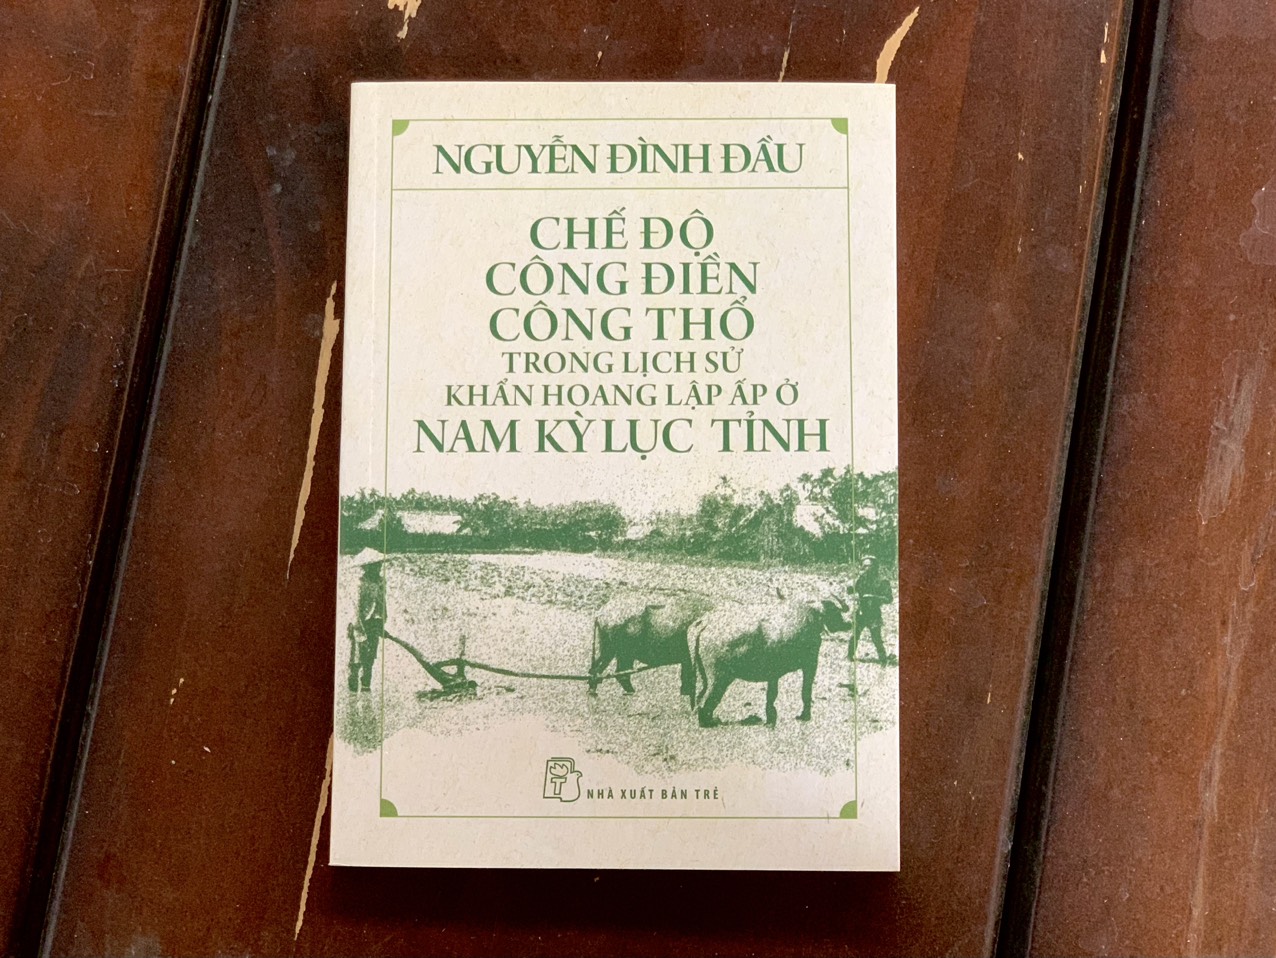 NGUYỄN ĐÌNH ĐẦU
CHẾ ĐỘ
CÔNG ĐIỀN
CÔNG THỔ
TRONG LỊCH SỬ
KHẨN HOANG LẬP ẤP Ở
NAM KỲ LỤC TỈNH
NHÀ XUẤT BẢN TRẺ